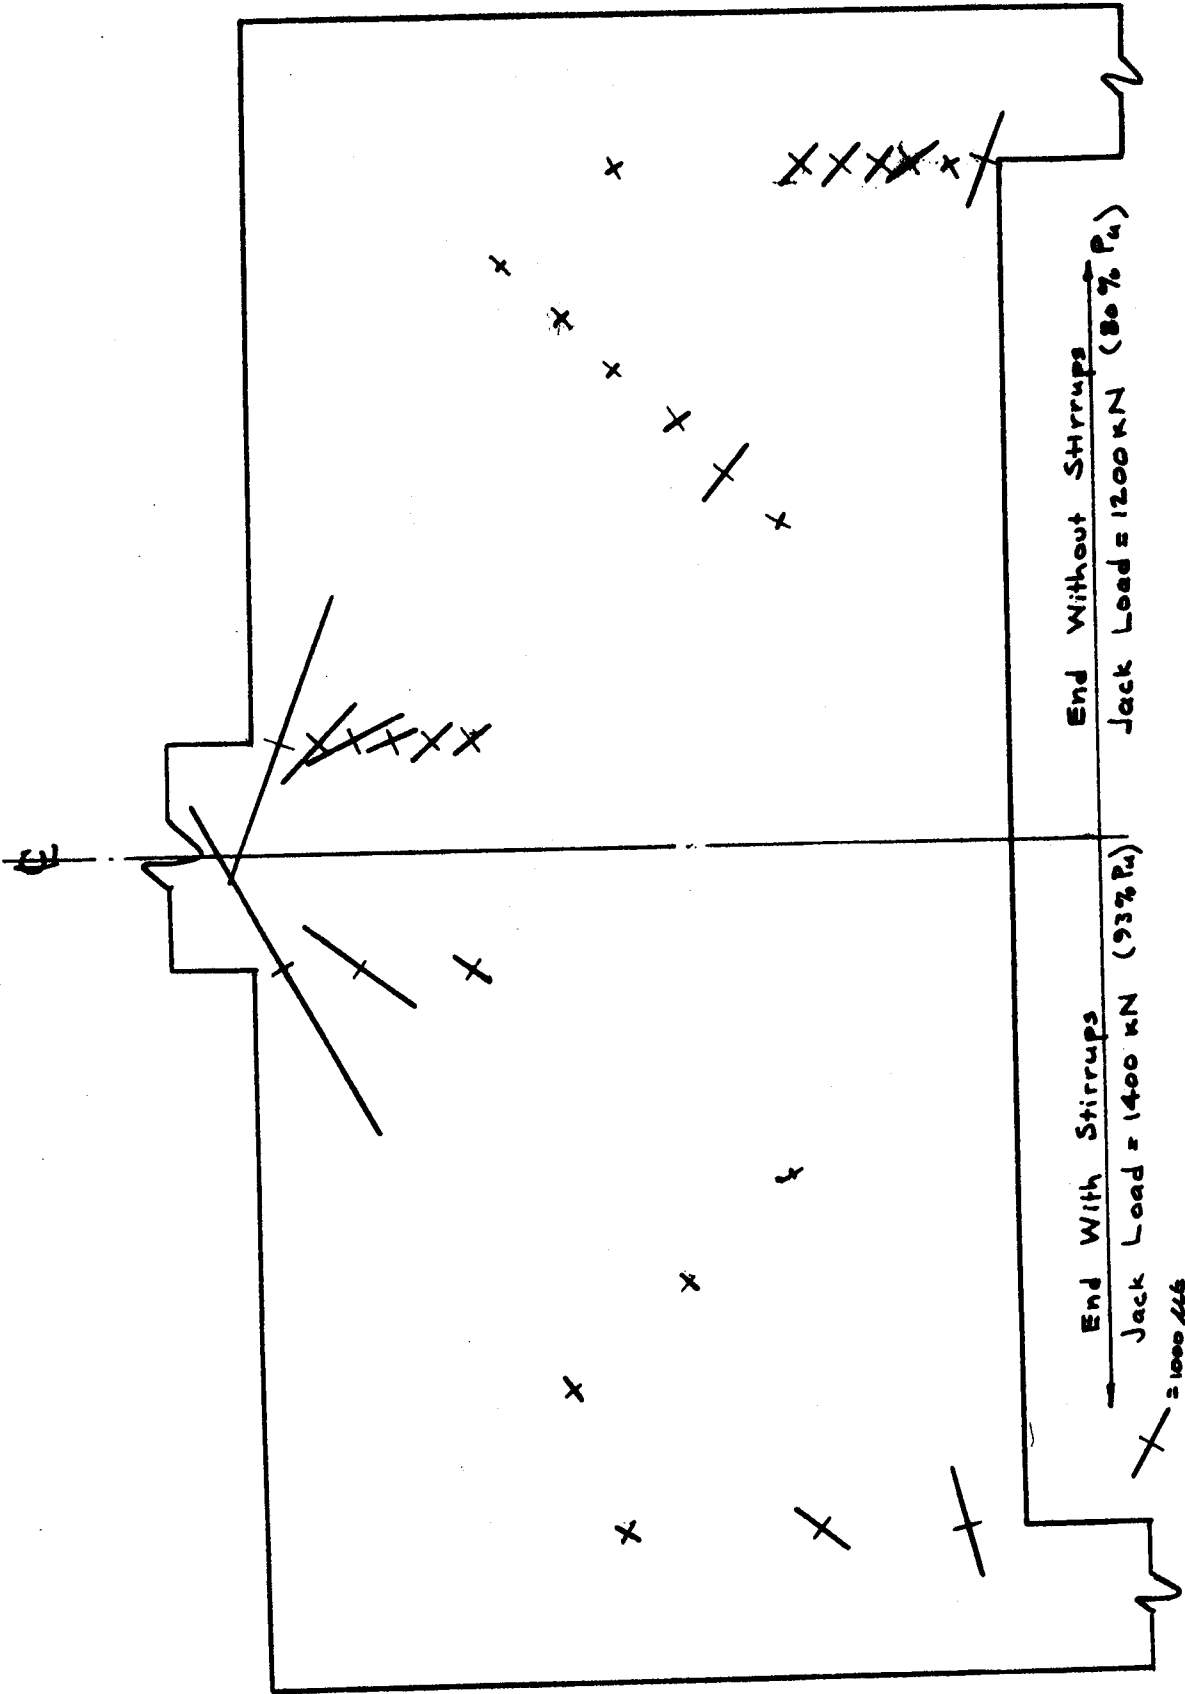 ℄
End With Stirrups
Jack Load = 1400 kN (93% Pu)
= 1000 με
End Without Stirrups
Jack Load = 1200 kN (80% Pu)